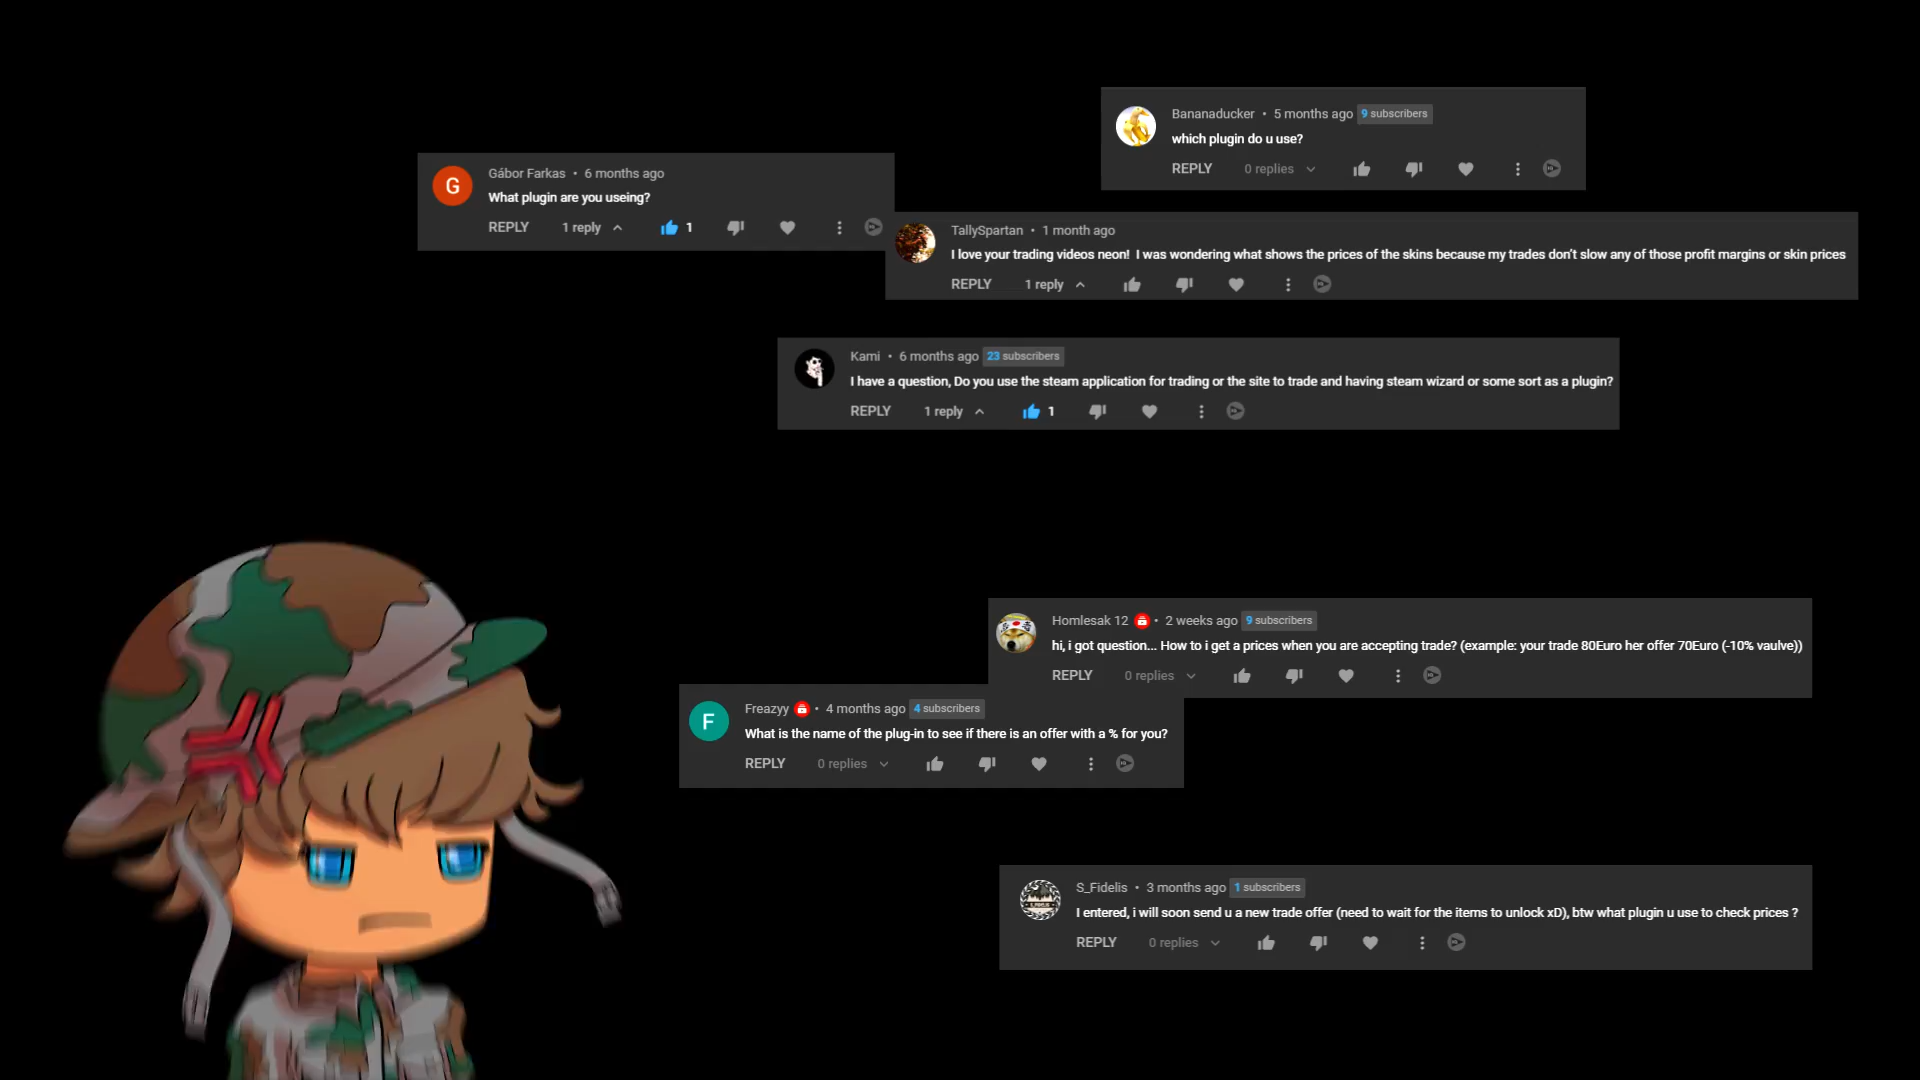 Bananaducker • 5 months ago 9 subscribers
which plugin do u use?
REPLY 0 replies
G
Gábor Farkas • 6 months ago
What plugin are you useing?
REPLY 1 reply 1
TallySpartan • 1 month ago
I love your trading videos neon! I was wondering what shows the prices of the skins because my trades don't slow any of those profit margins or skin prices
REPLY 1 reply
Kami • 6 months ago 23 subscribers
I have a question, Do you use the steam application for trading or the site to trade and having steam wizard or some sort as a plugin?
REPLY 1 reply 1
Homlesak 12 • 2 weeks ago 9 subscribers
hi, i got question... How to i get a prices when you are accepting trade? (example: your trade 80Euro her offer 70Euro (-10% vaulve))
REPLY 0 replies
F
Freazyy • 4 months ago 4 subscribers
What is the name of the plug-in to see if there is an offer with a % for you?
REPLY 0 replies
S_Fidelis • 3 months ago 1 subscribers
I entered, i will soon send u a new trade offer (need to wait for the items to unlock xD), btw what plugin u use to check prices ?
REPLY 0 replies